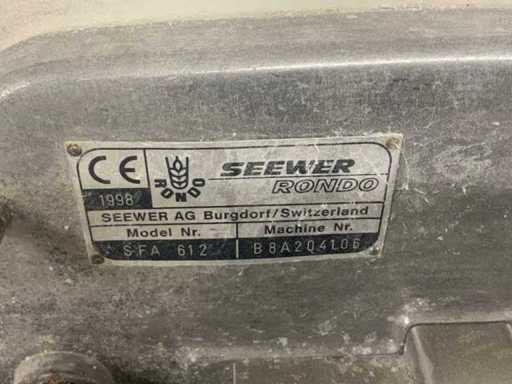 CE RONDO SEEWER
1998 RONDO
SEEWER AG Burgdorf/Switzerland
Model Nr. Machine Nr.
SFA 612 B8A204106